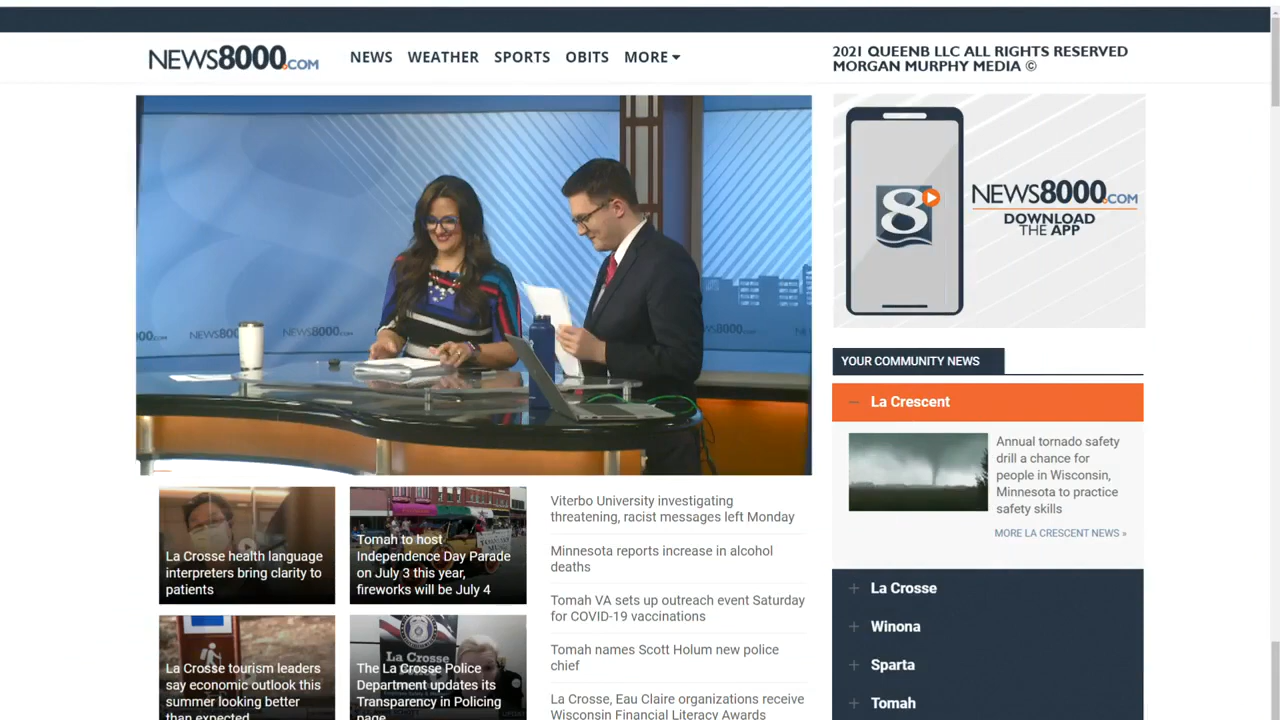 NEWS8000.COM
NEWS WEATHER SPORTS OBITS MORE
2021 QUEENB LLC ALL RIGHTS RESERVED
MORGAN MURPHY MEDIA ©
NEWS8000.COM
NEWS8000.COM
8
NEWS8000.COM
DOWNLOAD
THE APP
YOUR COMMUNITY NEWS
La Crescent
Annual tornado safety
drill a chance for
people in Wisconsin,
Minnesota to practice
safety skills
MORE LA CRESCENT NEWS »
La Crosse
Winona
Sparta
Tomah
La Crosse health language
interpreters bring clarity to
patients
Tomah to host
Independence Day Parade
on July 3 this year,
fireworks will be July 4
La Crosse tourism leaders
say economic outlook this
summer looking better
than expected
The La Crosse Police
Department updates its
Transparency in Policing
page
Viterbo University investigating
threatening, racist messages left Monday
Minnesota reports increase in alcohol
deaths
Tomah VA sets up outreach event Saturday
for COVID-19 vaccinations
Tomah names Scott Holum new police
chief
La Crosse, Eau Claire organizations receive
Wisconsin Financial Literacy Awards